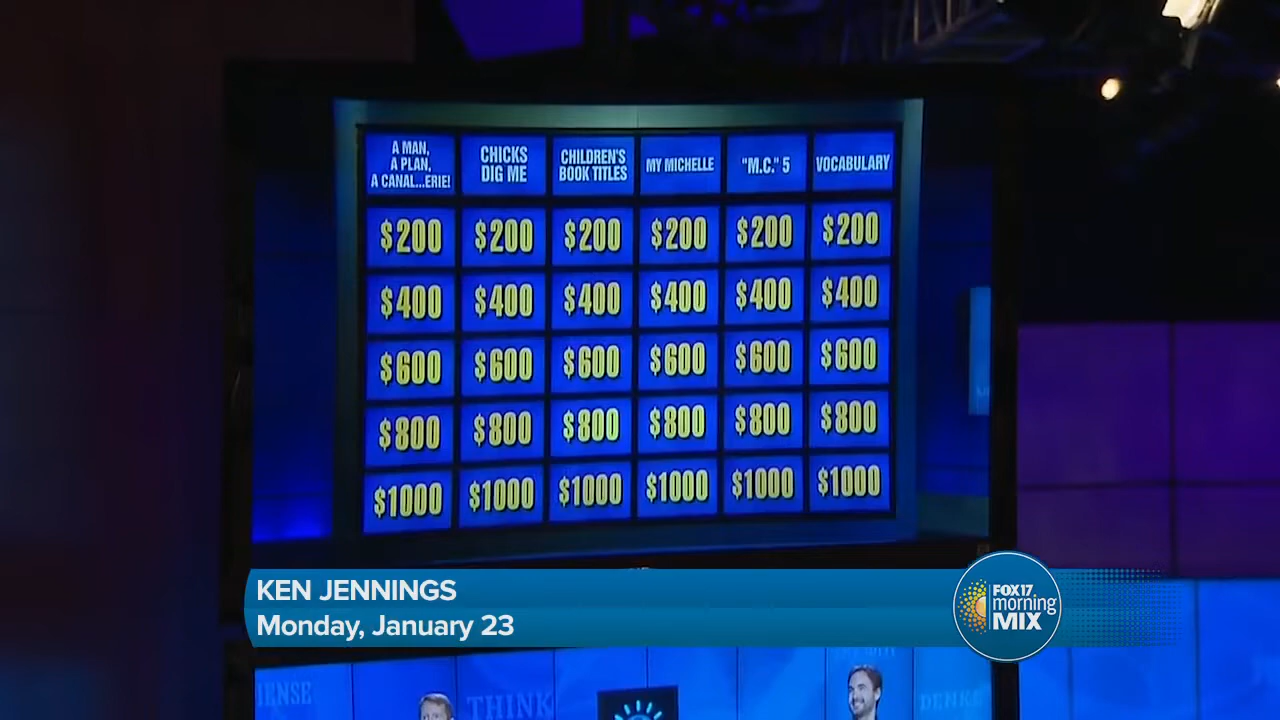 A MAN,
A PLAN,
A CANAL...ERIE!
CHICKS
DIG ME
CHILDREN'S
BOOK TITLES
MY MICHELLE
"M.C." 5
VOCABULARY
$200 $200 $200 $200 $200 $200
$400 $400 $400 $400 $400 $400
$600 $600 $600 $600 $600 $600
$800 $800 $800 $800 $800 $800
$1000 $1000 $1000 $1000 $1000 $1000
KEN JENNINGS
Monday, January 23
FOX17
morning
MIX
THINK